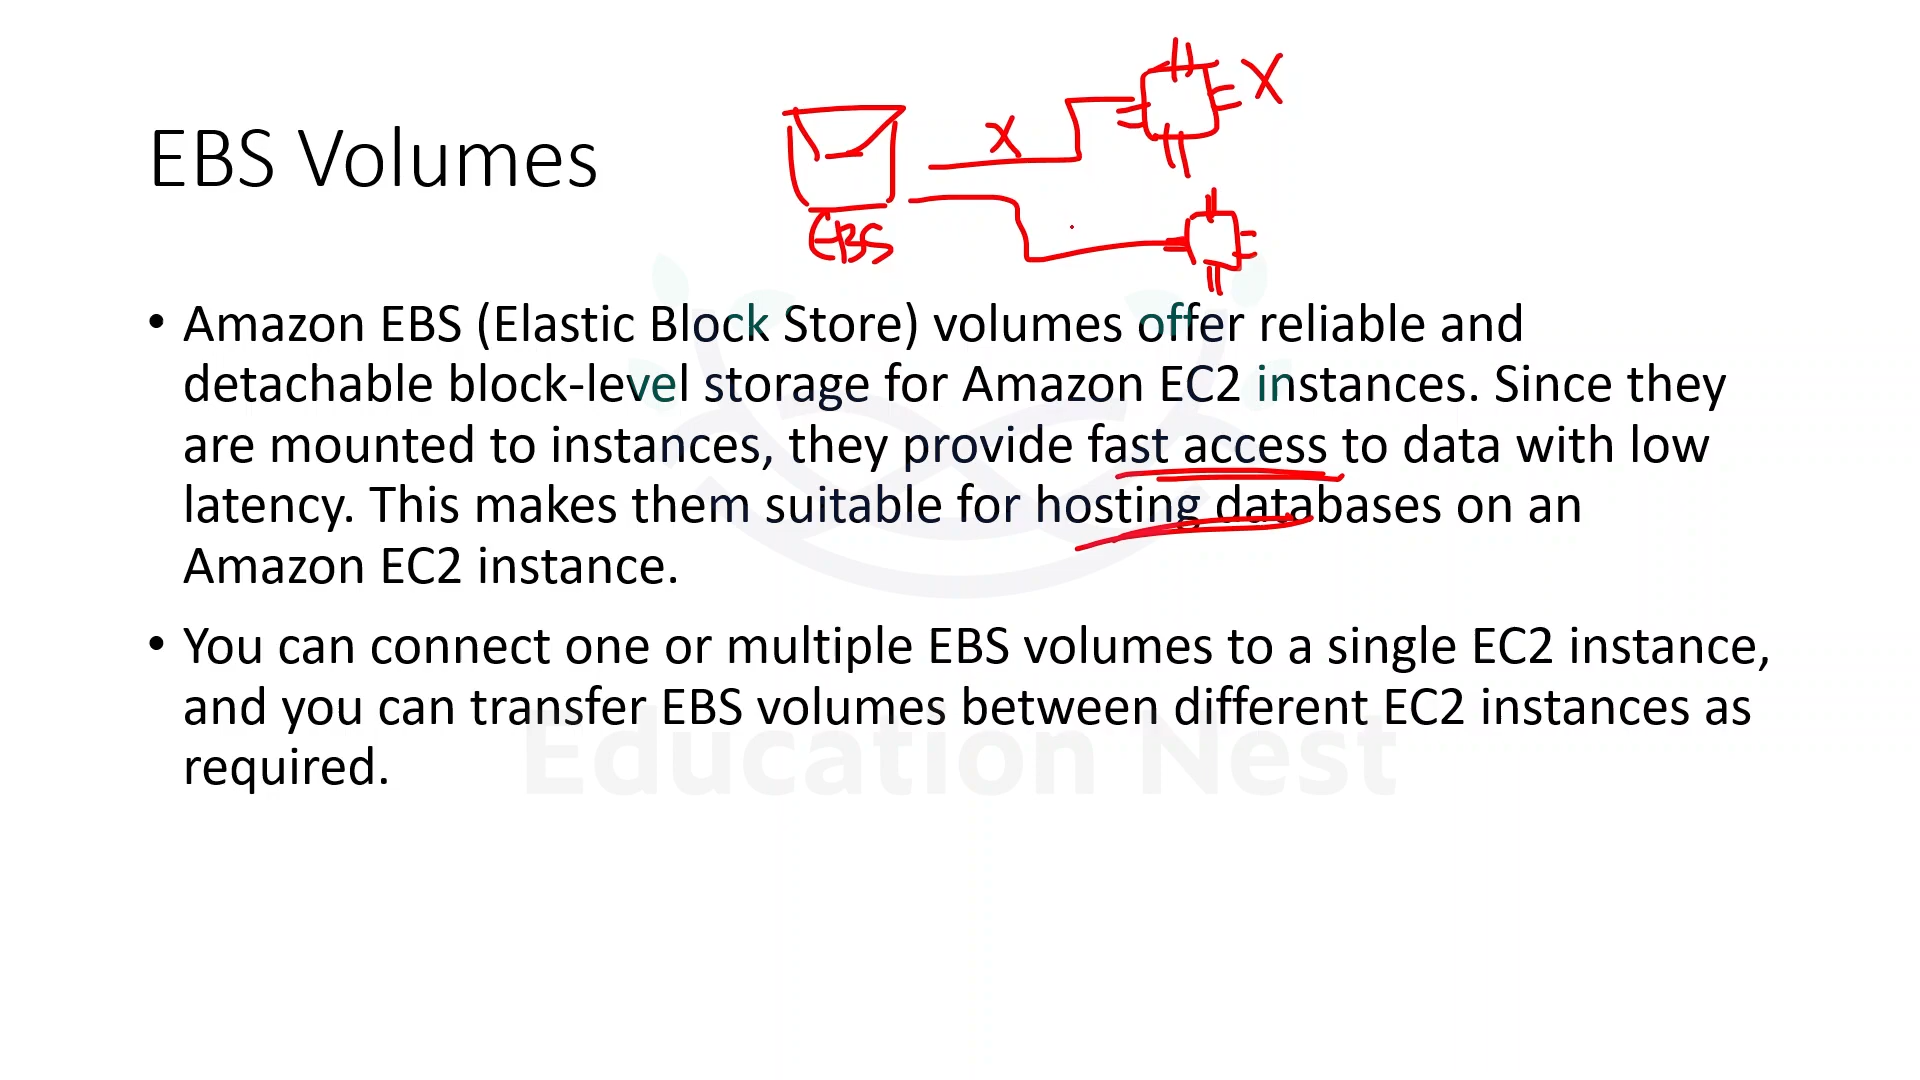 EBS Volumes
X
X
EBS
• Amazon EBS (Elastic Block Store) volumes offer reliable and
detachable block-level storage for Amazon EC2 instances. Since they
are mounted to instances, they provide fast access to data with low
latency. This makes them suitable for hosting databases on an
Amazon EC2 instance.
• You can connect one or multiple EBS volumes to a single EC2 instance,
and you can transfer EBS volumes between different EC2 instances as
required.
Education Nest